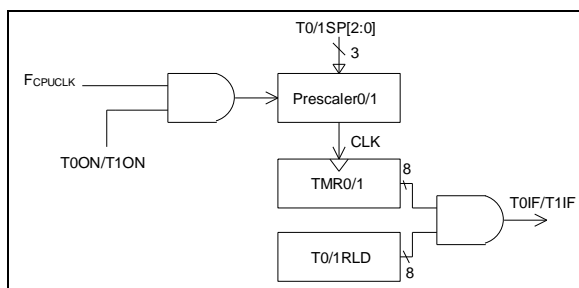 T0/1SP[2:0]
3
FCPUCLK
Prescaler0/1
T0ON/T1ON
CLK
8
TMR0/1
T0IF/T1IF
T0/1RLD
8